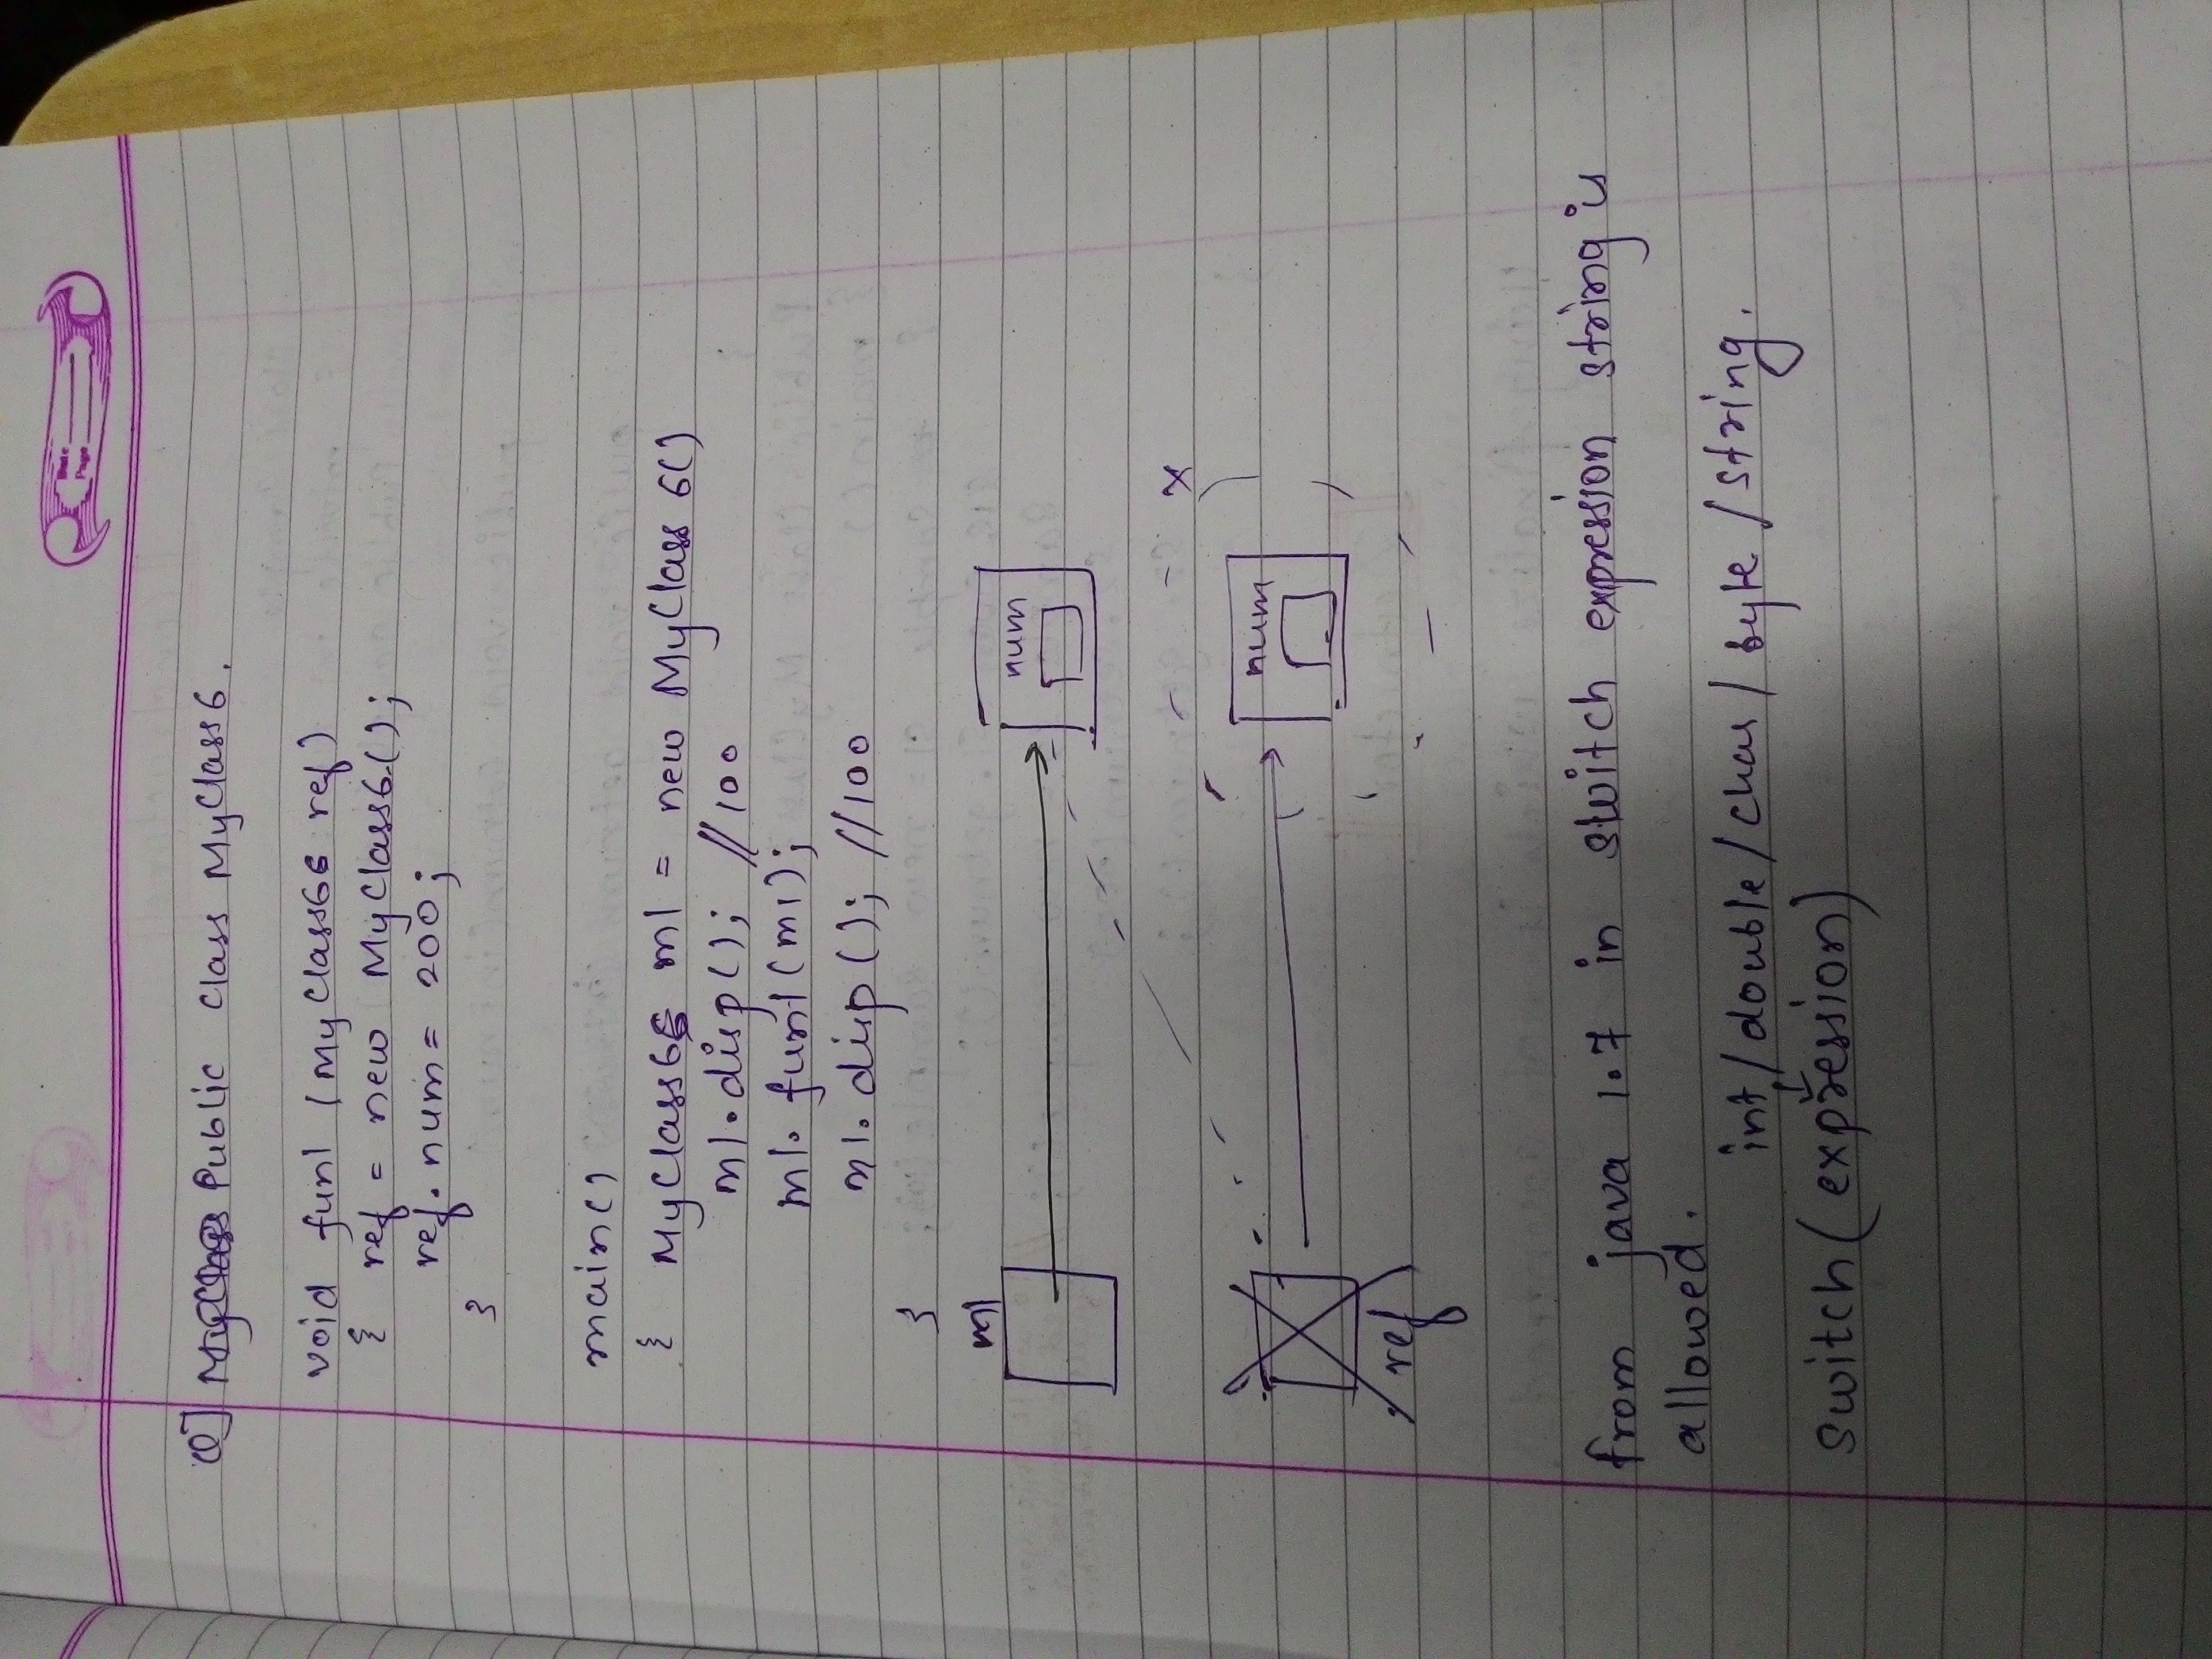 Date
Page
Q] Public class MyClass6.
void fun1 (MyClass66 ref)
{ ref = new MyClass6();
ref.num = 200;
}
main()
{ MyClass66 m1 = new MyClass 6()
m1.disp(); //100
m1.fun1(m1);
m1.disp(); //100
}
m1
num
x
num
ref
from java 1.7 in switch expression string is
allowed.
int/double/char/byte/string.
switch(expression)